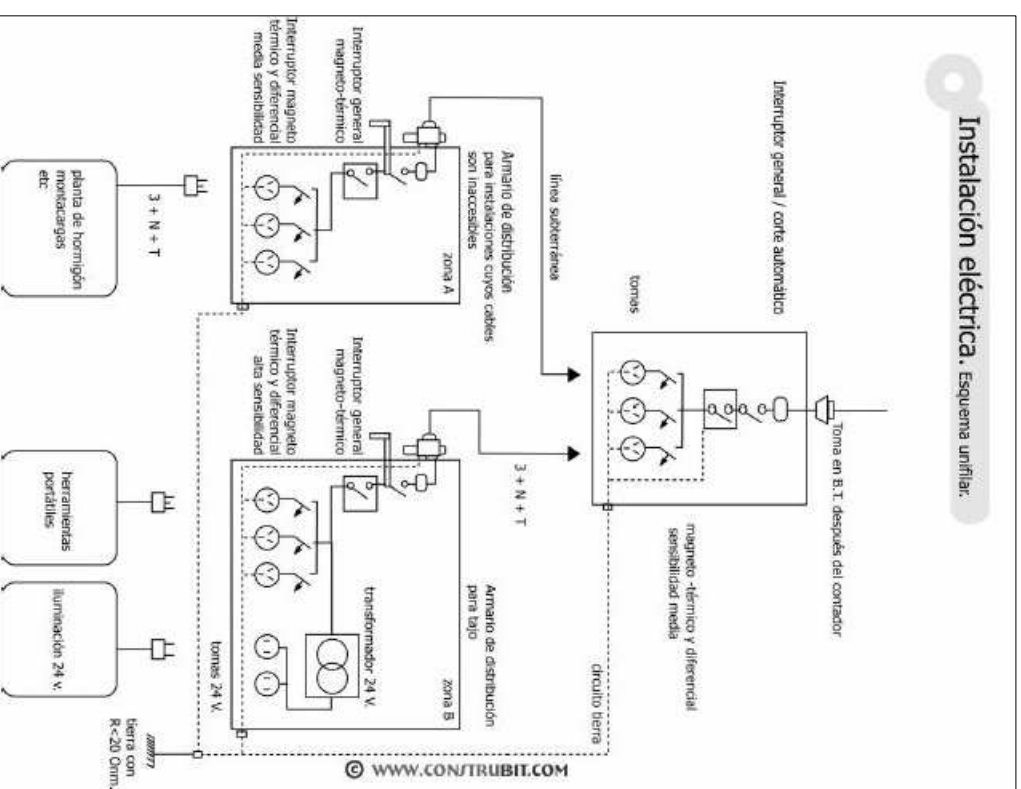 Instalación eléctrica. Esquema unifilar.
Toma en B.T. después del contador
Interruptor general / corte automático
magneto -térmico y diferencial
sensibilidad media
tomas
línea subterránea
3 + N + T
circuito tierra
Armario de distribución
para instalaciones cuyos cables
son inaccesibles
zona A
Interruptor general
magneto-térmico
Interruptor magneto
térmico y diferencial
media sensibilidad
Armario de distribución
para tajo
zona B
Interruptor general
magneto-térmico
Interruptor magneto
térmico y diferencial
alta sensibilidad
transformador 24 V.
tomas 24 V.
3 + N + T
planta de hormigón
montacargas
etc
herramientas
portátiles
iluminación 24 v.
tierra con
R<20 Onm.
© WWW.CONSTRUBIT.COM